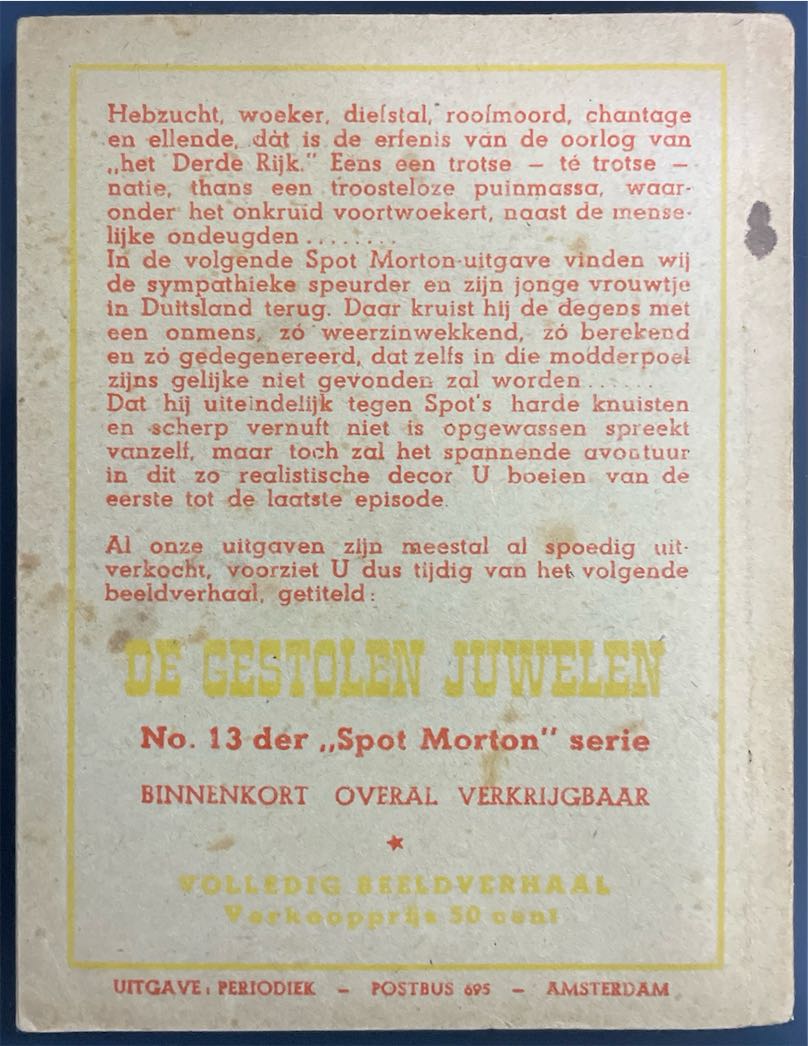 Hebzucht, woeker, diefstal, roofmoord, chantage
en ellende, dàt is de erfenis van de oorlog van
„het Derde Rijk." Eens een trotse — té trotse —
natie, thans een troosteloze puinmassa, waar-
onder het onkruid voortwoekert, naast de mense-
lijke ondeugden ........
In de volgende Spot Morton-uitgave vinden wij
de sympathieke speurder en zijn jonge vrouwtje
in Duitsland terug. Daar kruist hij de degens met
een onmens, zó weerzinwekkend, zó berekend
en zó gedegenereerd, dat zelfs in die modderpoel
zijns gelijke niet gevonden zal worden ......
Dat hij uiteindelijk tegen Spot's harde knuisten
en scherp vernuft niet is opgewassen spreekt
vanzelf, maar toch zal het spannende avontuur
in dit zo realistische decor U boeien van de
eerste tot de laatste episode.
Al onze uitgaven zijn meestal al spoedig uit-
verkocht, voorziet U dus tijdig van het volgende
beeldverhaal, getiteld:
DE GESTOLEN JUWELEN
No. 13 der „Spot Morton" serie
BINNENKORT OVERAL VERKRIJGBAAR
VOLLEDIG BEELDVERHAAL
Verkoopprijs 50 cent
UITGAVE: PERIODIEK — POSTBUS 695 — AMSTERDAM